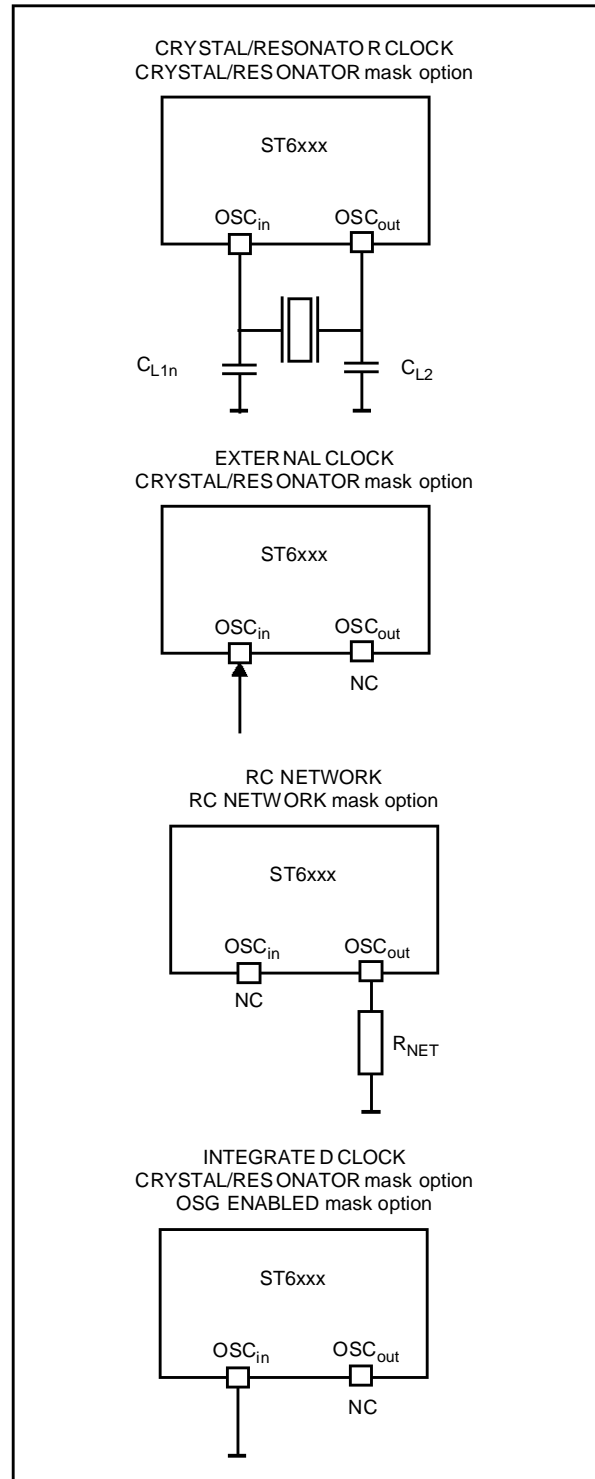 CRYSTAL/RESONATOR CLOCK
CRYSTAL/RESONATOR mask option
ST6xxx
OSCin OSCout
CL1n CL2
EXTERNAL CLOCK
CRYSTAL/RESONATOR mask option
ST6xxx
OSCin OSCout
NC
RC NETWORK
RC NETWORK mask option
ST6xxx
OSCin OSCout
NC
RNET
INTEGRATED CLOCK
CRYSTAL/RESONATOR mask option
OSG ENABLED mask option
ST6xxx
OSCin OSCout
NC